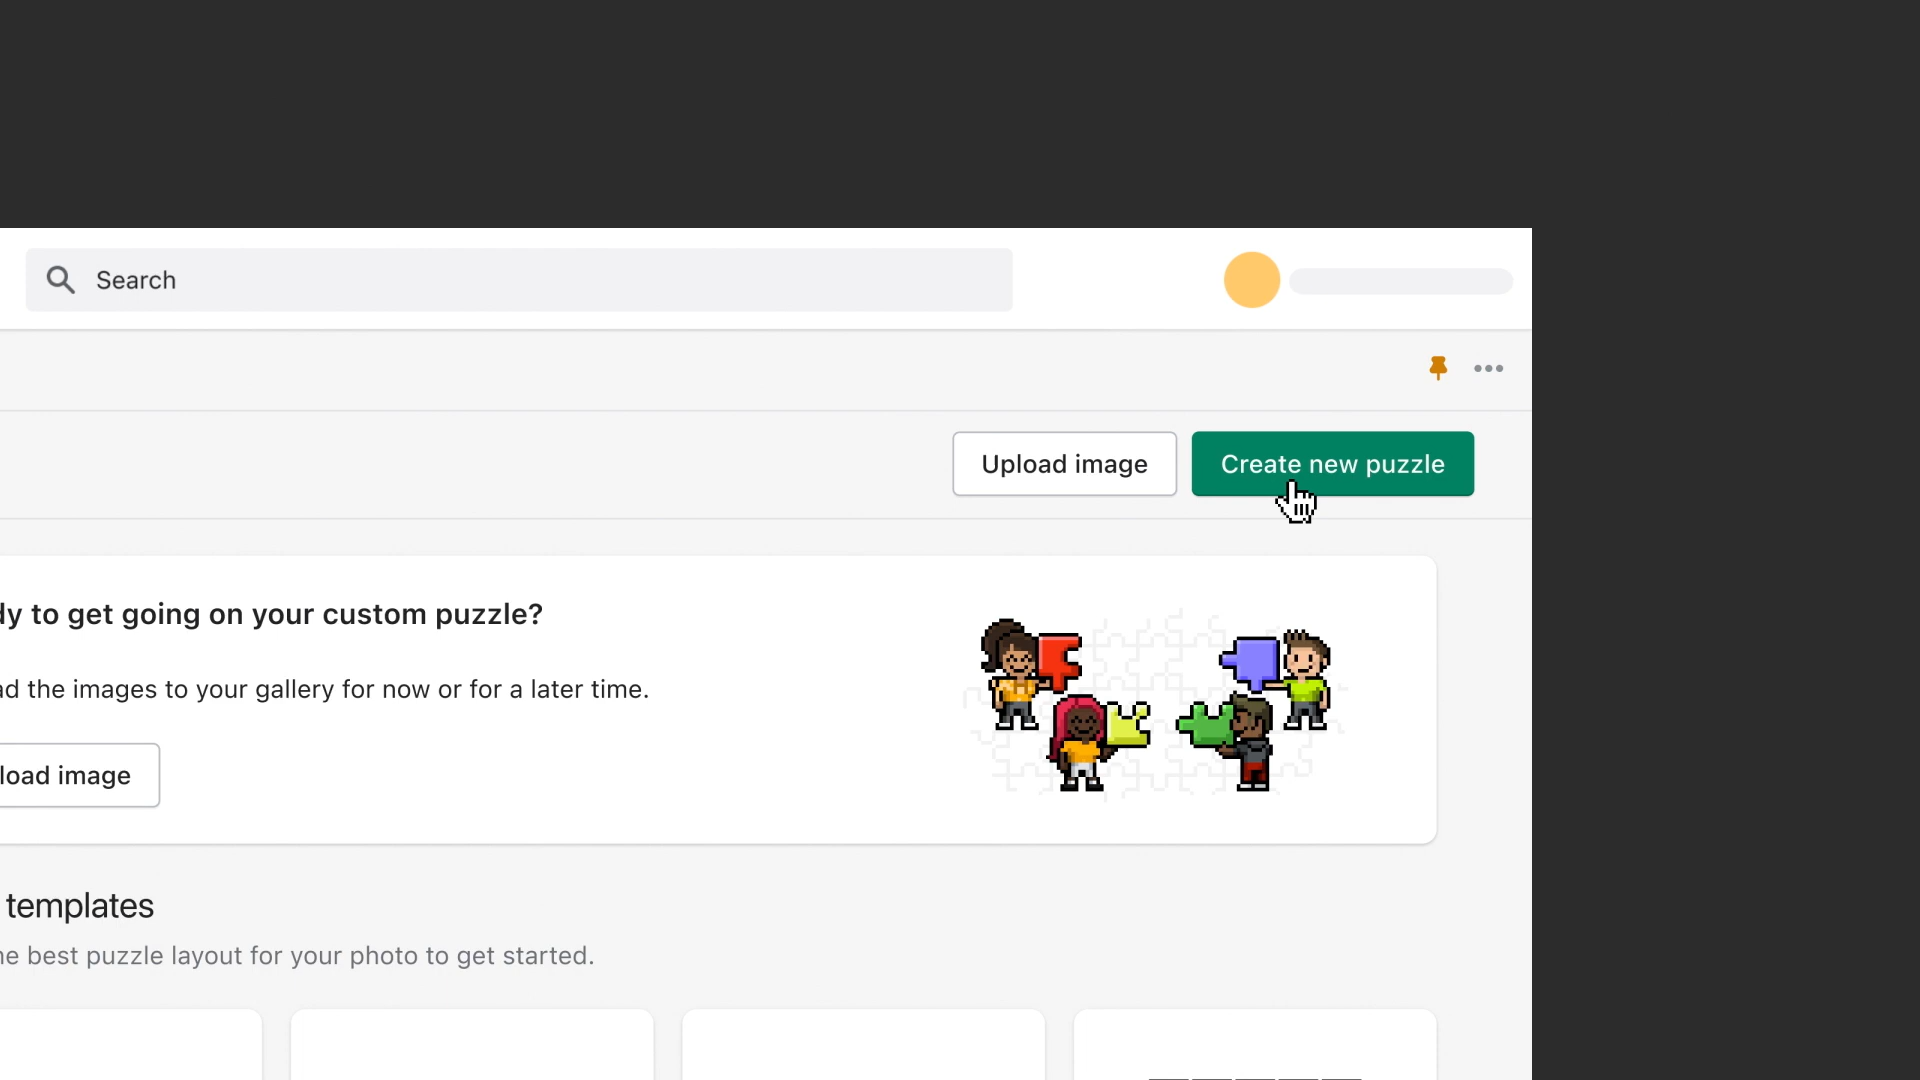 Search
Upload image
Create new puzzle
dy to get going on your custom puzzle?
ad the images to your gallery for now or for a later time.
load image
templates
he best puzzle layout for your photo to get started.